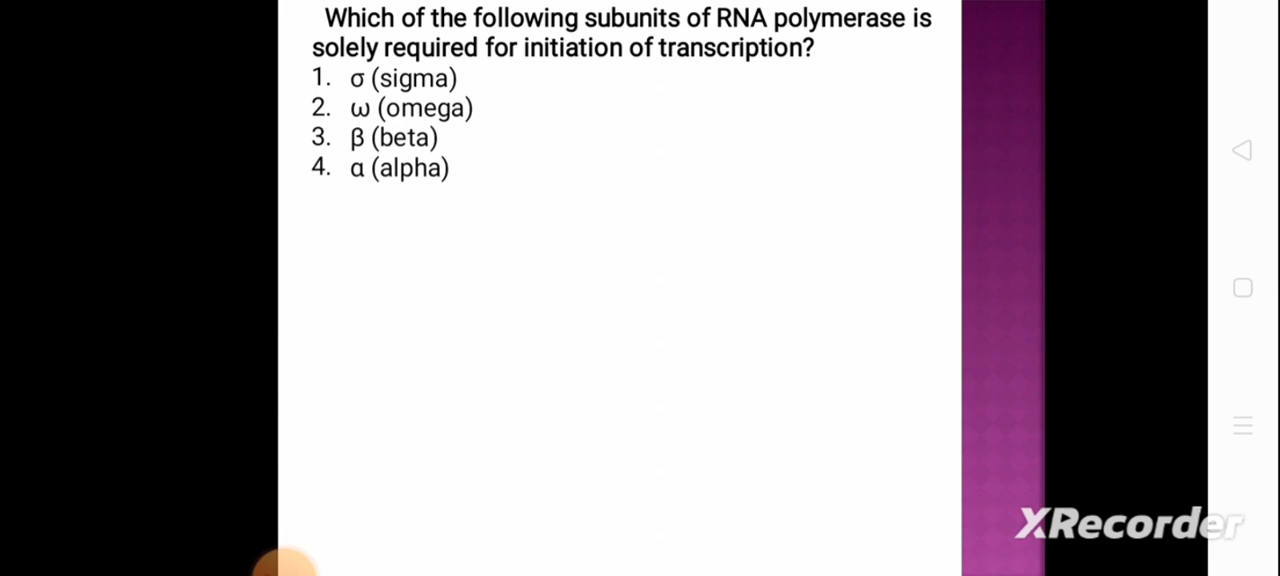 Which of the following subunits of RNA polymerase is
solely required for initiation of transcription?
1. σ (sigma)
2. ω (omega)
3. β (beta)
4. α (alpha)
XRecorder